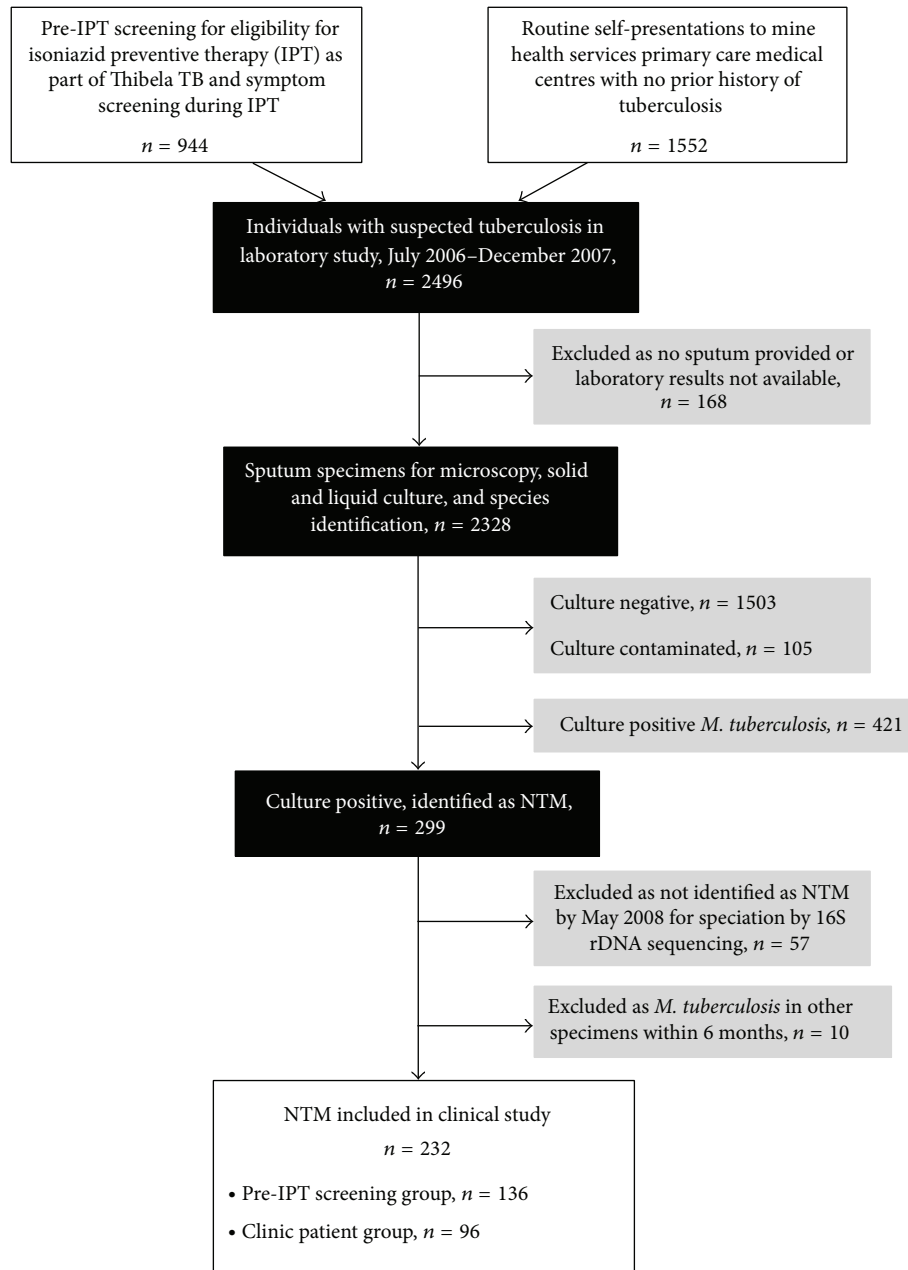 Pre-IPT screening for eligibility for
isoniazid preventive therapy (IPT) as
part of Thibela TB and symptom
screening during IPT
n = 944
Routine self-presentations to mine
health services primary care medical
centres with no prior history of
tuberculosis
n = 1552
Individuals with suspected tuberculosis in
laboratory study, July 2006–December 2007,
n = 2496
Excluded as no sputum provided or
laboratory results not available,
n = 168
Sputum specimens for microscopy, solid
and liquid culture, and species
identification, n = 2328
Culture negative, n = 1503
Culture contaminated, n = 105
Culture positive M. tuberculosis, n = 421
Culture positive, identified as NTM,
n = 299
Excluded as not identified as NTM
by May 2008 for speciation by 16S
rDNA sequencing, n = 57
Excluded as M. tuberculosis in other
specimens within 6 months, n = 10
NTM included in clinical study
n = 232
• Pre-IPT screening group, n = 136
• Clinic patient group, n = 96